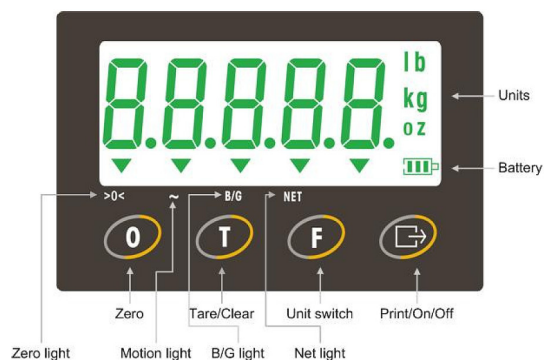 8.8.8.8.8.
lb
kg
oz
Units
Battery
>0< ~ B/G NET
0 T F
Zero Tare/Clear Unit switch Print/On/Off
Zero light Motion light B/G light Net light